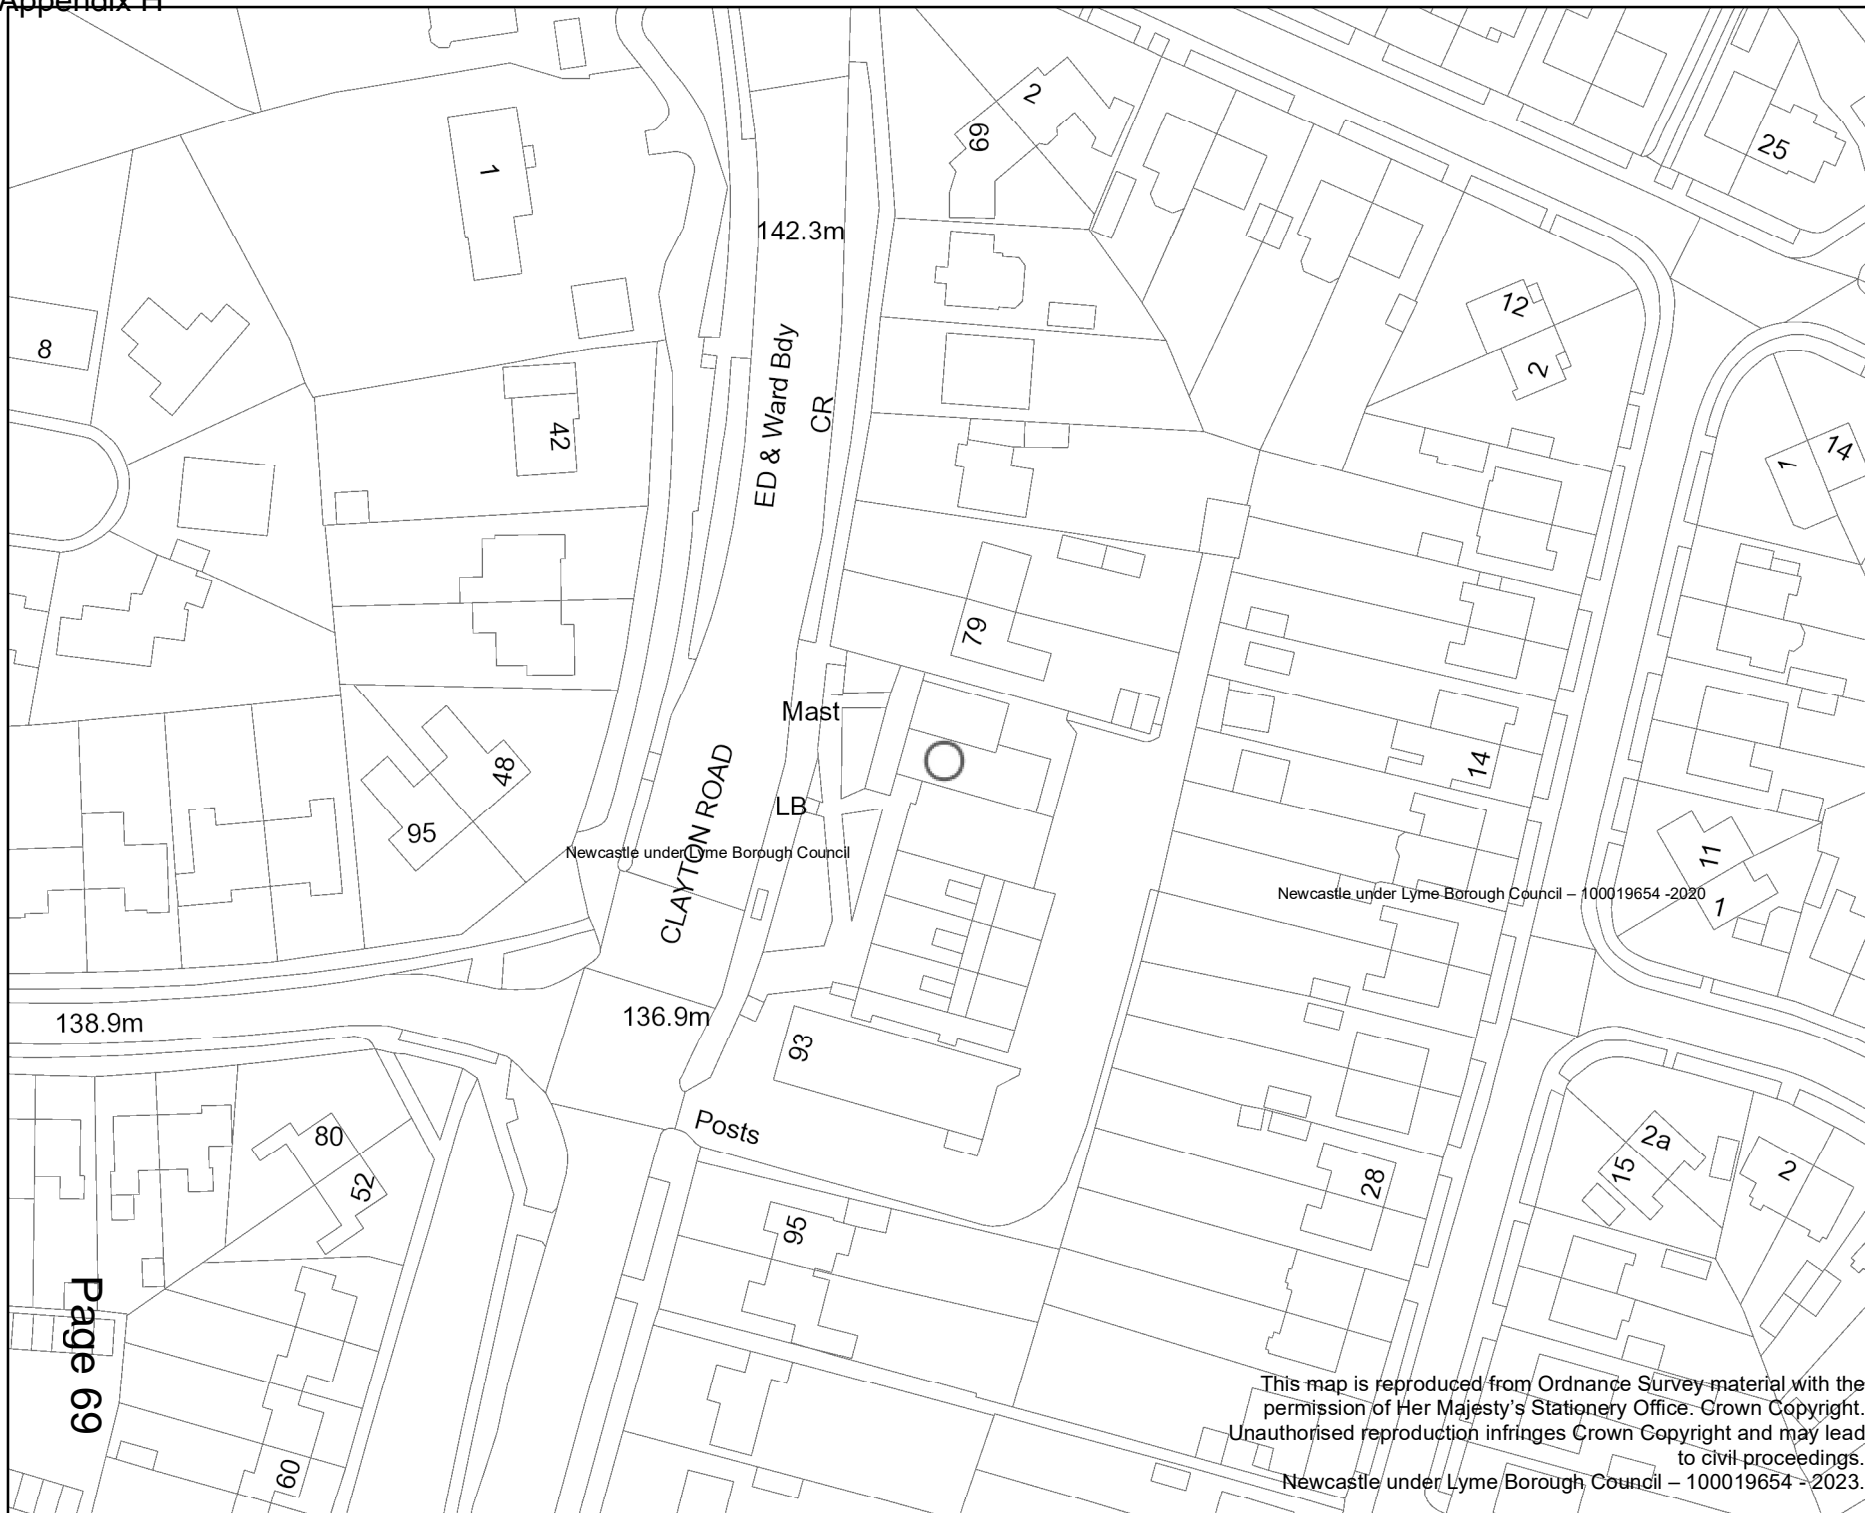 Appendix H
2
69
25
1
142.3m
12
2
8
ED & Ward Bdy
CR
42
14
1
79
Mast
48
14
CLAYTON ROAD
LB
95
Newcastle under Lyme Borough Council
11
Newcastle under Lyme Borough Council – 100019654 -2020
1
138.9m
136.9m
93
Posts
80
52
2a
15
2
28
95
Page 69
60
This map is reproduced from Ordnance Survey material with the
permission of Her Majesty's Stationery Office. Crown Copyright.
Unauthorised reproduction infringes Crown Copyright and may lead
to civil proceedings.
Newcastle under Lyme Borough Council – 100019654 - 2023.